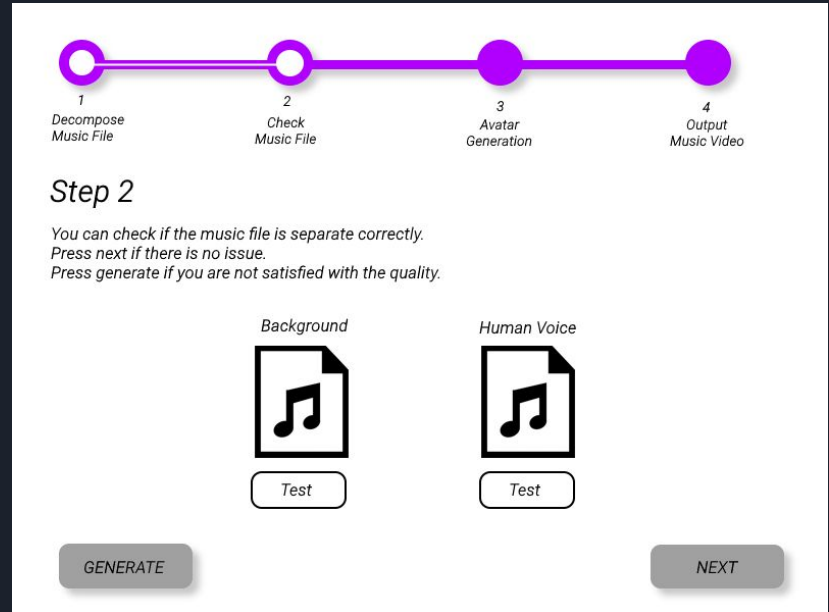 1
Decompose
Music File
2
Check
Music File
3
Avatar
Generation
4
Output
Music Video
Step 2
You can check if the music file is separate correctly.
Press next if there is no issue.
Press generate if you are not satisfied with the quality.
Background
Human Voice
Test
Test
GENERATE
NEXT